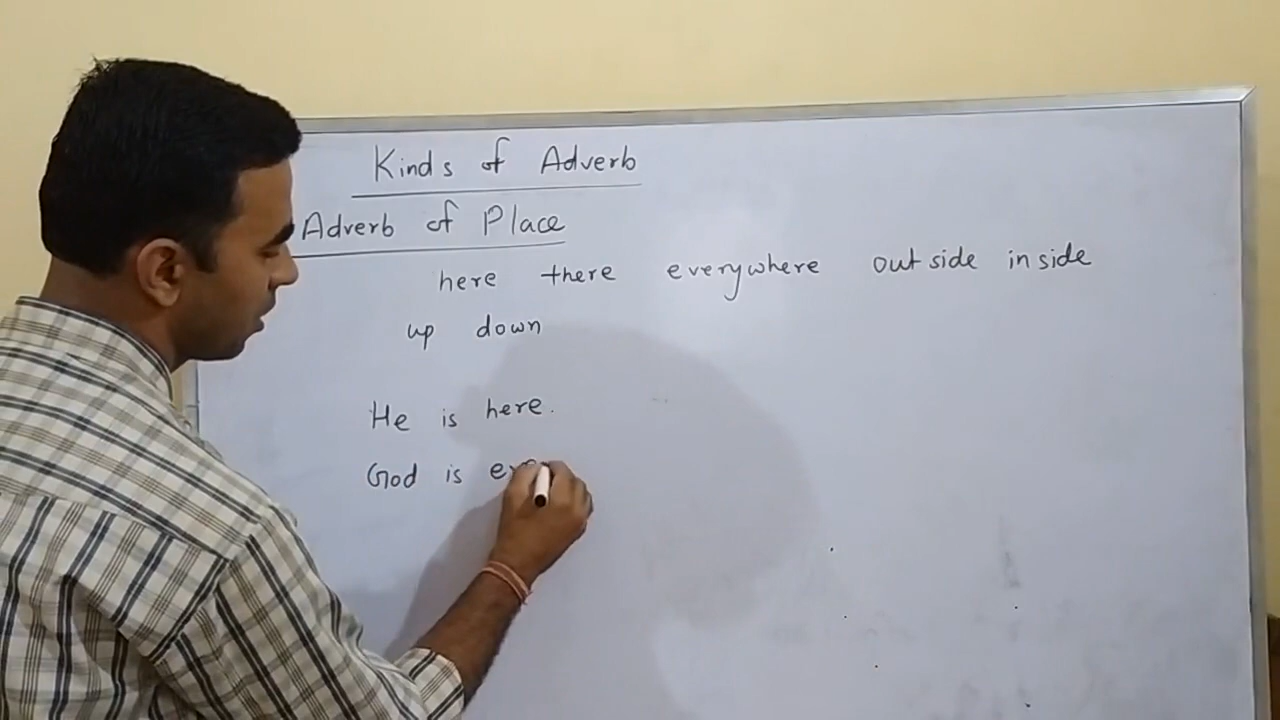 Kinds of Adverb
Adverb of Place
here there everywhere outside inside
up down
He is here.
God is